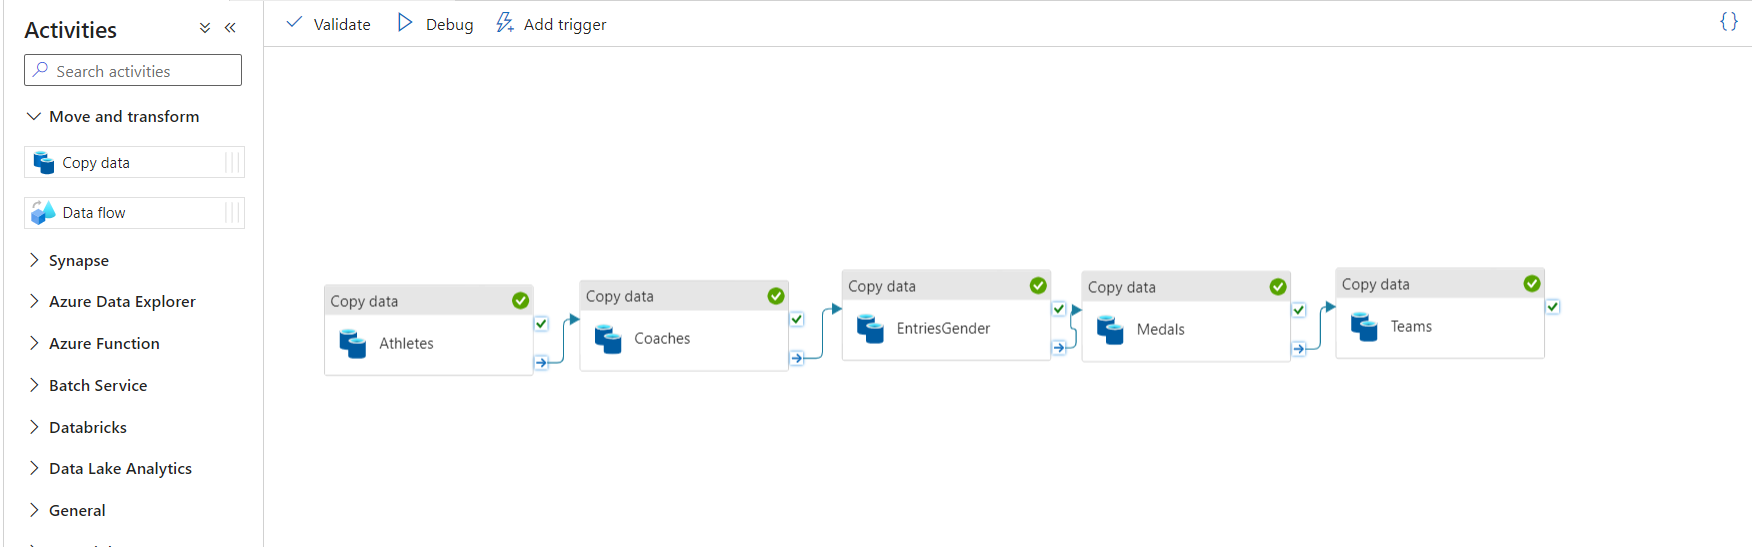 Activities
Search activities
Move and transform
Copy data
Data flow
Synapse
Azure Data Explorer
Azure Function
Batch Service
Databricks
Data Lake Analytics
General
Validate
Debug
Add trigger
{}
Copy data
Athletes
Copy data
Coaches
Copy data
EntriesGender
Copy data
Medals
Copy data
Teams